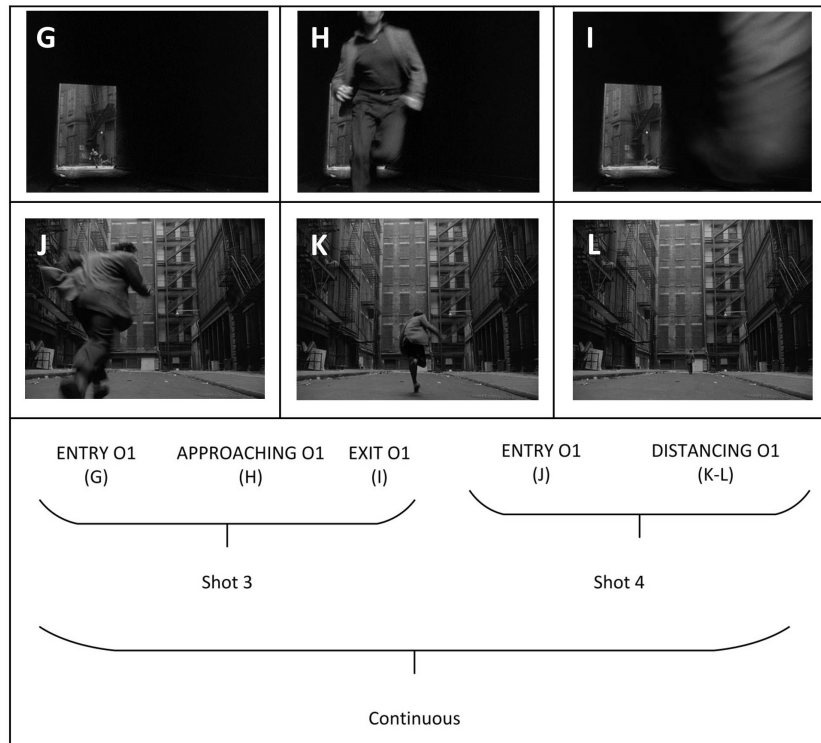 G H I
J K L
ENTRY O1 APPROACHING O1 EXIT O1 ENTRY O1 DISTANCING O1
(G) (H) (I) (J) (K-L)
Shot 3 Shot 4
Continuous